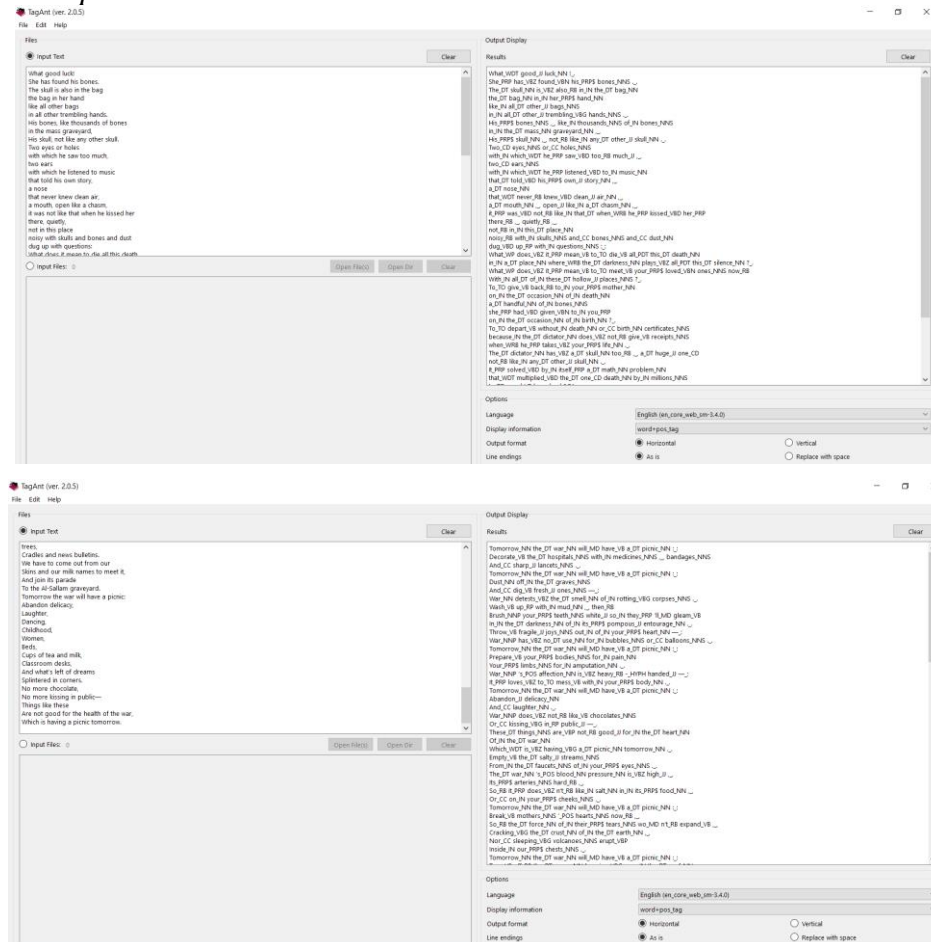 TagAnt (ver. 2.0.5)
File Edit Help
Files
Input Text
Clear
What good luck!
She has found his bones.
The skull is also in the bag
the bag in her hand
like all other bags
in all other trembling hands.
His bones, like thousands of bones
in the mass graveyard,
His skull, not like any other skull.
Two eyes or holes
with which he saw too much,
two ears
with which he listened to music
that told his own story,
a nose
that never knew clean air,
a mouth, open like a chasm,
it was not like that when he kissed her
there, quietly,
not in this place
noisy with skulls and bones and dust
dug up with questions:
What does it mean to die all this death
Input Files: 0
Open File(s)
Open Dir
Clear
Output Display
Results
Clear
What_WDT good_JJ luck_NN !_.
She_PRP has_VBZ found_VBN his_PRP$ bones_NNS ._.
The_DT skull_NN is_VBZ also_RB in_IN the_DT bag_NN
the_DT bag_NN in_IN her_PRP$ hand_NN
like_IN all_DT other_JJ bags_NNS
in_IN all_DT other_JJ trembling_VBG hands_NNS ._.
His_PRP$ bones_NNS ,_, like_IN thousands_NNS of_IN bones_NNS
in_IN the_DT mass_NN graveyard_NN ,_,
His_PRP$ skull_NN ,_, not_RB like_IN any_DT other_JJ skull_NN ._.
Two_CD eyes_NNS or_CC holes_NNS
with_IN which_WDT he_PRP saw_VBD too_RB much_JJ ,_,
two_CD ears_NNS
with_IN which_WDT he_PRP listened_VBD to_IN music_NN
that_DT told_VBD his_PRP$ own_JJ story_NN ,_,
a_DT nose_NN
that_WDT never_RB knew_VBD clean_JJ air_NN ,_,
a_DT mouth_NN ,_, open_JJ like_IN a_DT chasm_NN ,_,
it_PRP was_VBD not_RB like_IN that_DT when_WRB he_PRP kissed_VBD her_PRP
there_RB ,_, quietly_RB ,_,
not_RB in_IN this_DT place_NN
noisy_RB with_IN skulls_NNS and_CC bones_NNS and_CC dust_NN
dug_VBD up_RP with_IN questions_NNS :_:
What_WP does_VBZ it_PRP mean_VB to_TO die_VB all_PDT this_DT death_NN
in_IN a_DT place_NN where_WRB the_DT darkness_NN plays_VBZ all_PDT this_DT silence_NN ?_.
What_WP does_VBZ it_PRP mean_VB to_TO meet_VB your_PRP$ loved_VBN ones_NNS now_RB
With_IN all_DT of_IN these_DT hollow_JJ places_NNS ?_.
To_TO give_VB back_RB to_IN your_PRP$ mother_NN
on_IN the_DT occasion_NN of_IN death_NN
a_DT handful_NN of_IN bones_NNS
she_PRP had_VBD given_VBN to_IN you_PRP
on_IN the_DT occasion_NN of_IN birth_NN ?_.
To_TO depart_VB without_IN death_NN or_CC birth_NN certificates_NNS
because_IN the_DT dictator_NN does_VBZ not_RB give_VB receipts_NNS
when_WRB he_PRP takes_VBZ your_PRP$ life_NN ._.
The_DT dictator_NN has_VBZ a_DT skull_NN too_RB ,_, a_DT huge_JJ one_CD
not_RB like_IN any_DT other_JJ skull_NN ._.
It_PRP solved_VBD by_IN itself_PRP a_DT math_NN problem_NN
that_WDT multiplied_VBD the_DT one_CD death_NN by_IN millions_NNS
Options
Language
English (en_core_web_sm-3.4.0)
Display information
word+pos_tag
Output format
Horizontal
Vertical
Line endings
As is
Replace with space
TagAnt (ver. 2.0.5)
File Edit Help
Files
Input Text
Clear
trees,
Cradles and news bulletins.
We have to come out from our
Skins and our milk names to meet it,
And join its parade
To the Al-Sallam graveyard.
Tomorrow the war will have a picnic:
Abandon delicacy,
Laughter,
Dancing,
Childhood,
Women,
Beds,
Cups of tea and milk,
Classroom desks,
And what's left of dreams
Splintered in corners.
No more chocolate,
No more kissing in public—
Things like these
Are not good for the health of the war,
Which is having a picnic tomorrow.
Input Files: 0
Open File(s)
Open Dir
Clear
Output Display
Results
Clear
Tomorrow_NN the_DT war_NN will_MD have_VB a_DT picnic_NN :_:
Decorate_VB the_DT hospitals_NNS with_IN medicines_NNS ,_, bandages_NNS
And_CC sharp_JJ lancets_NNS ._.
Tomorrow_NN the_DT war_NN will_MD have_VB a_DT picnic_NN :_:
Dust_NN off_IN the_DT graves_NNS
And_CC dig_VB fresh_JJ ones_NNS —_:
War_NN detests_VBZ the_DT smell_NN of_IN rotting_VBG corpses_NNS ._.
Wash_VB up_RP with_IN mud_NN ,_, then_RB
Brush_NNP your_PRP$ teeth_NNS white_JJ so_IN they_PRP 'll_MD gleam_VB
In_IN the_DT darkness_NN of_IN its_PRP$ pompous_JJ entourage_NN ._.
Throw_VB fragile_JJ joys_NNS out_IN of_IN your_PRP$ heart_NN —_:
War_NNP has_VBZ no_DT use_NN for_IN bubbles_NNS or_CC balloons_NNS ._.
Tomorrow_NN the_DT war_NN will_MD have_VB a_DT picnic_NN :_:
Prepare_VB your_PRP$ bodies_NNS for_IN pain_NN
Your_PRP$ limbs_NNS for_IN amputation_NN ._.
War_NNP 's_POS affection_NN is_VBZ heavy_RB -_HYPH handed_JJ —_:
It_PRP loves_VBZ to_TO mess_VB with_IN your_PRP$ body_NN ._.
Tomorrow_NN the_DT war_NN will_MD have_VB a_DT picnic_NN :_:
Abandon_JJ delicacy_NN
And_CC laughter_NN ._.
War_NNP does_VBZ not_RB like_VB chocolates_NNS
Or_CC kissing_VBG in_RP public_JJ —_:
These_DT things_NNS are_VBP not_RB good_JJ for_IN the_DT heart_NN
Of_IN the_DT war_NN
Which_WDT is_VBZ having_VBG a_DT picnic_NN tomorrow_NN ._.
Empty_VB the_DT salty_JJ streams_NNS
From_IN the_DT faucets_NNS of_IN your_PRP$ eyes_NNS ._.
The_DT war_NN 's_POS blood_NN pressure_NN is_VBZ high_JJ ,_,
Its_PRP$ arteries_NNS hard_RB ._.
So_RB it_PRP does_VBZ n't_RB like_IN salt_NN in_IN its_PRP$ food_NN ,_,
Or_CC on_IN your_PRP$ cheeks_NNS ._.
Tomorrow_NN the_DT war_NN will_MD have_VB a_DT picnic_NN :_:
Break_VB mothers_NNS '_POS hearts_NNS now_RB ,_,
So_RB the_DT force_NN of_IN their_PRP$ tears_NNS wo_MD n't_RB expand_VB ,_,
Cracking_VBG the_DT crust_NN of_IN the_DT earth_NN ,_,
Nor_CC sleeping_VBG volcanoes_NNS erupt_VBP
Inside_IN our_PRP$ chests_NNS ._.
Tomorrow_NN the_DT war_NN will_MD have_VB a_DT picnic_NN :_:
Options
Language
English (en_core_web_sm-3.4.0)
Display information
word+pos_tag
Output format
Horizontal
Vertical
Line endings
As is
Replace with space